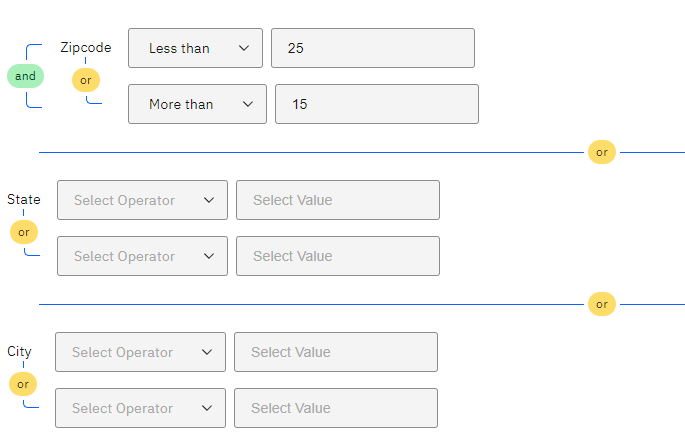 Zipcode Less than 25
and or
More than 15
or
State Select Operator Select Value
or
Select Operator Select Value
or
City Select Operator Select Value
or
Select Operator Select Value